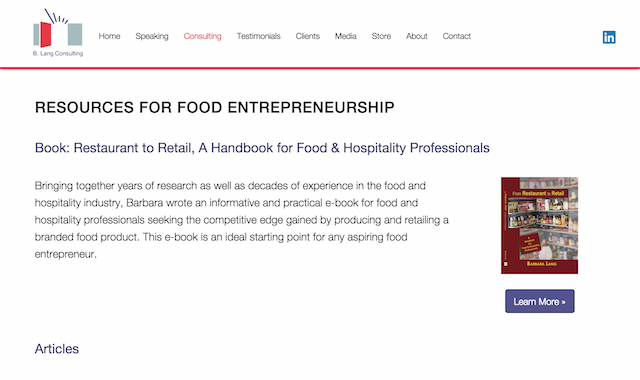 B. Lang Consulting
Home Speaking Consulting Testimonials Clients Media Store About Contact
in
RESOURCES FOR FOOD ENTREPRENEURSHIP
Book: Restaurant to Retail, A Handbook for Food & Hospitality Professionals
Bringing together years of research as well as decades of experience in the food and
hospitality industry, Barbara wrote an informative and practical e-book for food and
hospitality professionals seeking the competitive edge gained by producing and retailing a
branded food product. This e-book is an ideal starting point for any aspiring food
entrepreneur.
From Restaurant to Retail
BARBARA LANG
Learn More »
Articles